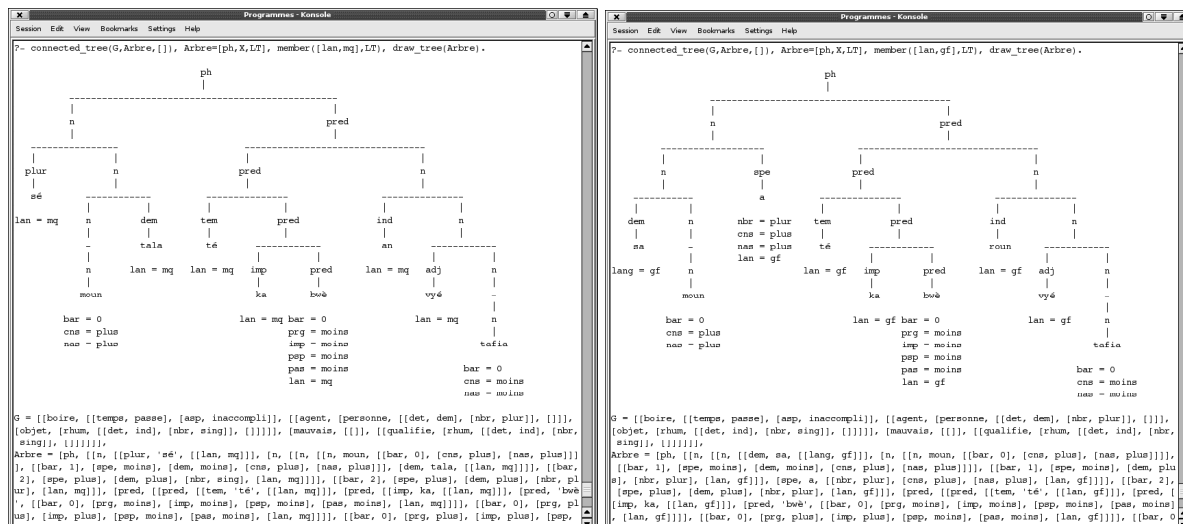 Programmes - Konsole
Session Edit View Bookmarks Settings Help
?- connected_tree(G,Arbre,[]), Arbre=[ph,X,LT], member([lan,mq],LT), draw_tree(Arbre).
ph
n pred
plur n pred n
sé
lan = mq n dem tem pred ind n
- tala té an
n lan = mq lan = mq imp pred lan = mq adj n
moun ka bwè vyé -
bar = 0 lan = mq bar = 0 lan = mq n
cns = plus prg = moins
nas = plus imp = moins tafia
psp = moins
pas = moins bar = 0
lan = mq cns = moins
nas = moins
G = [[boire, [[temps, passe], [asp, inaccompli]], [[agent, [personne, [[det, dem], [nbr, plur]], []]],
[objet, [rhum, [[det, ind], [nbr, sing]], []]]]], [mauvais, [[]], [[qualifie, [rhum, [[det, ind], [nbr,
sing]], []]]]]],
Arbre = [ph, [[n, [[plur, 'sé', [[lan, mq]]], [n, [[n, [[n, moun, [[bar, 0], [cns, plus], [nas, plus]]]
], [[bar, 1], [spe, moins], [dem, moins], [cns, plus], [nas, plus]]], [dem, tala, [[lan, mq]]]], [[bar,
2], [spe, plus], [dem, plus], [nbr, sing], [lan, mq]]]], [[bar, 2], [spe, plus], [dem, plus], [nbr, pl
ur], [lan, mq]]], [pred, [[pred, [[tem, 'té', [[lan, mq]]], [pred, [[imp, ka, [[lan, mq]]], [pred, 'bwè
', [[bar, 0], [prg, moins], [imp, moins], [psp, moins], [pas, moins], [lan, mq]]]], [[bar, 0], [prg, pl
us], [imp, plus], [psp, moins], [pas, moins], [lan, mq]]]], [[bar, 0], [prg, plus], [imp, plus], [psp,
Programmes - Konsole
Session Edit View Bookmarks Settings Help
?- connected_tree(G,Arbre,[]), Arbre=[ph,X,LT], member([lan,gf],LT), draw_tree(Arbre).
ph
n pred
n spe pred n
a
dem n nbr = plur tem pred ind n
sa - cns = plus té roun
nas = plus
lang = gf n lan = gf lan = gf imp pred lan = gf adj n
moun ka bwè vyé -
bar = 0 lan = gf bar = 0 lan = gf n
cns = plus prg = moins
nas = plus imp = moins tafia
psp = moins
pas = moins bar = 0
lan = gf cns = moins
nas = moins
G = [[boire, [[temps, passe], [asp, inaccompli]], [[agent, [personne, [[det, dem], [nbr, plur]], []]],
[objet, [rhum, [[det, ind], [nbr, sing]], []]]]], [mauvais, [[]], [[qualifie, [rhum, [[det, ind], [nbr,
sing]], []]]]]],
Arbre = [ph, [[n, [[n, [[dem, sa, [[lang, gf]]], [n, [[n, moun, [[bar, 0], [cns, plus], [nas, plus]]]],
[[bar, 1], [spe, moins], [dem, moins], [cns, plus], [nas, plus]]]], [[bar, 1], [spe, moins], [dem, plu
s], [nbr, plur], [lan, gf]]], [spe, a, [[nbr, plur], [cns, plus], [nas, plus], [lan, gf]]]], [[bar, 2],
[spe, plus], [dem, plus], [nbr, plur], [lan, gf]]], [pred, [[pred, [[tem, 'té', [[lan, gf]]], [pred, [
[imp, ka, [[lan, gf]]], [pred, 'bwè', [[bar, 0], [prg, moins], [imp, moins], [psp, moins], [pas, moins]
, [lan, gf]]]], [[bar, 0], [prg, plus], [imp, plus], [psp, moins], [pas, moins], [lan, gf]]]], [[bar, 0